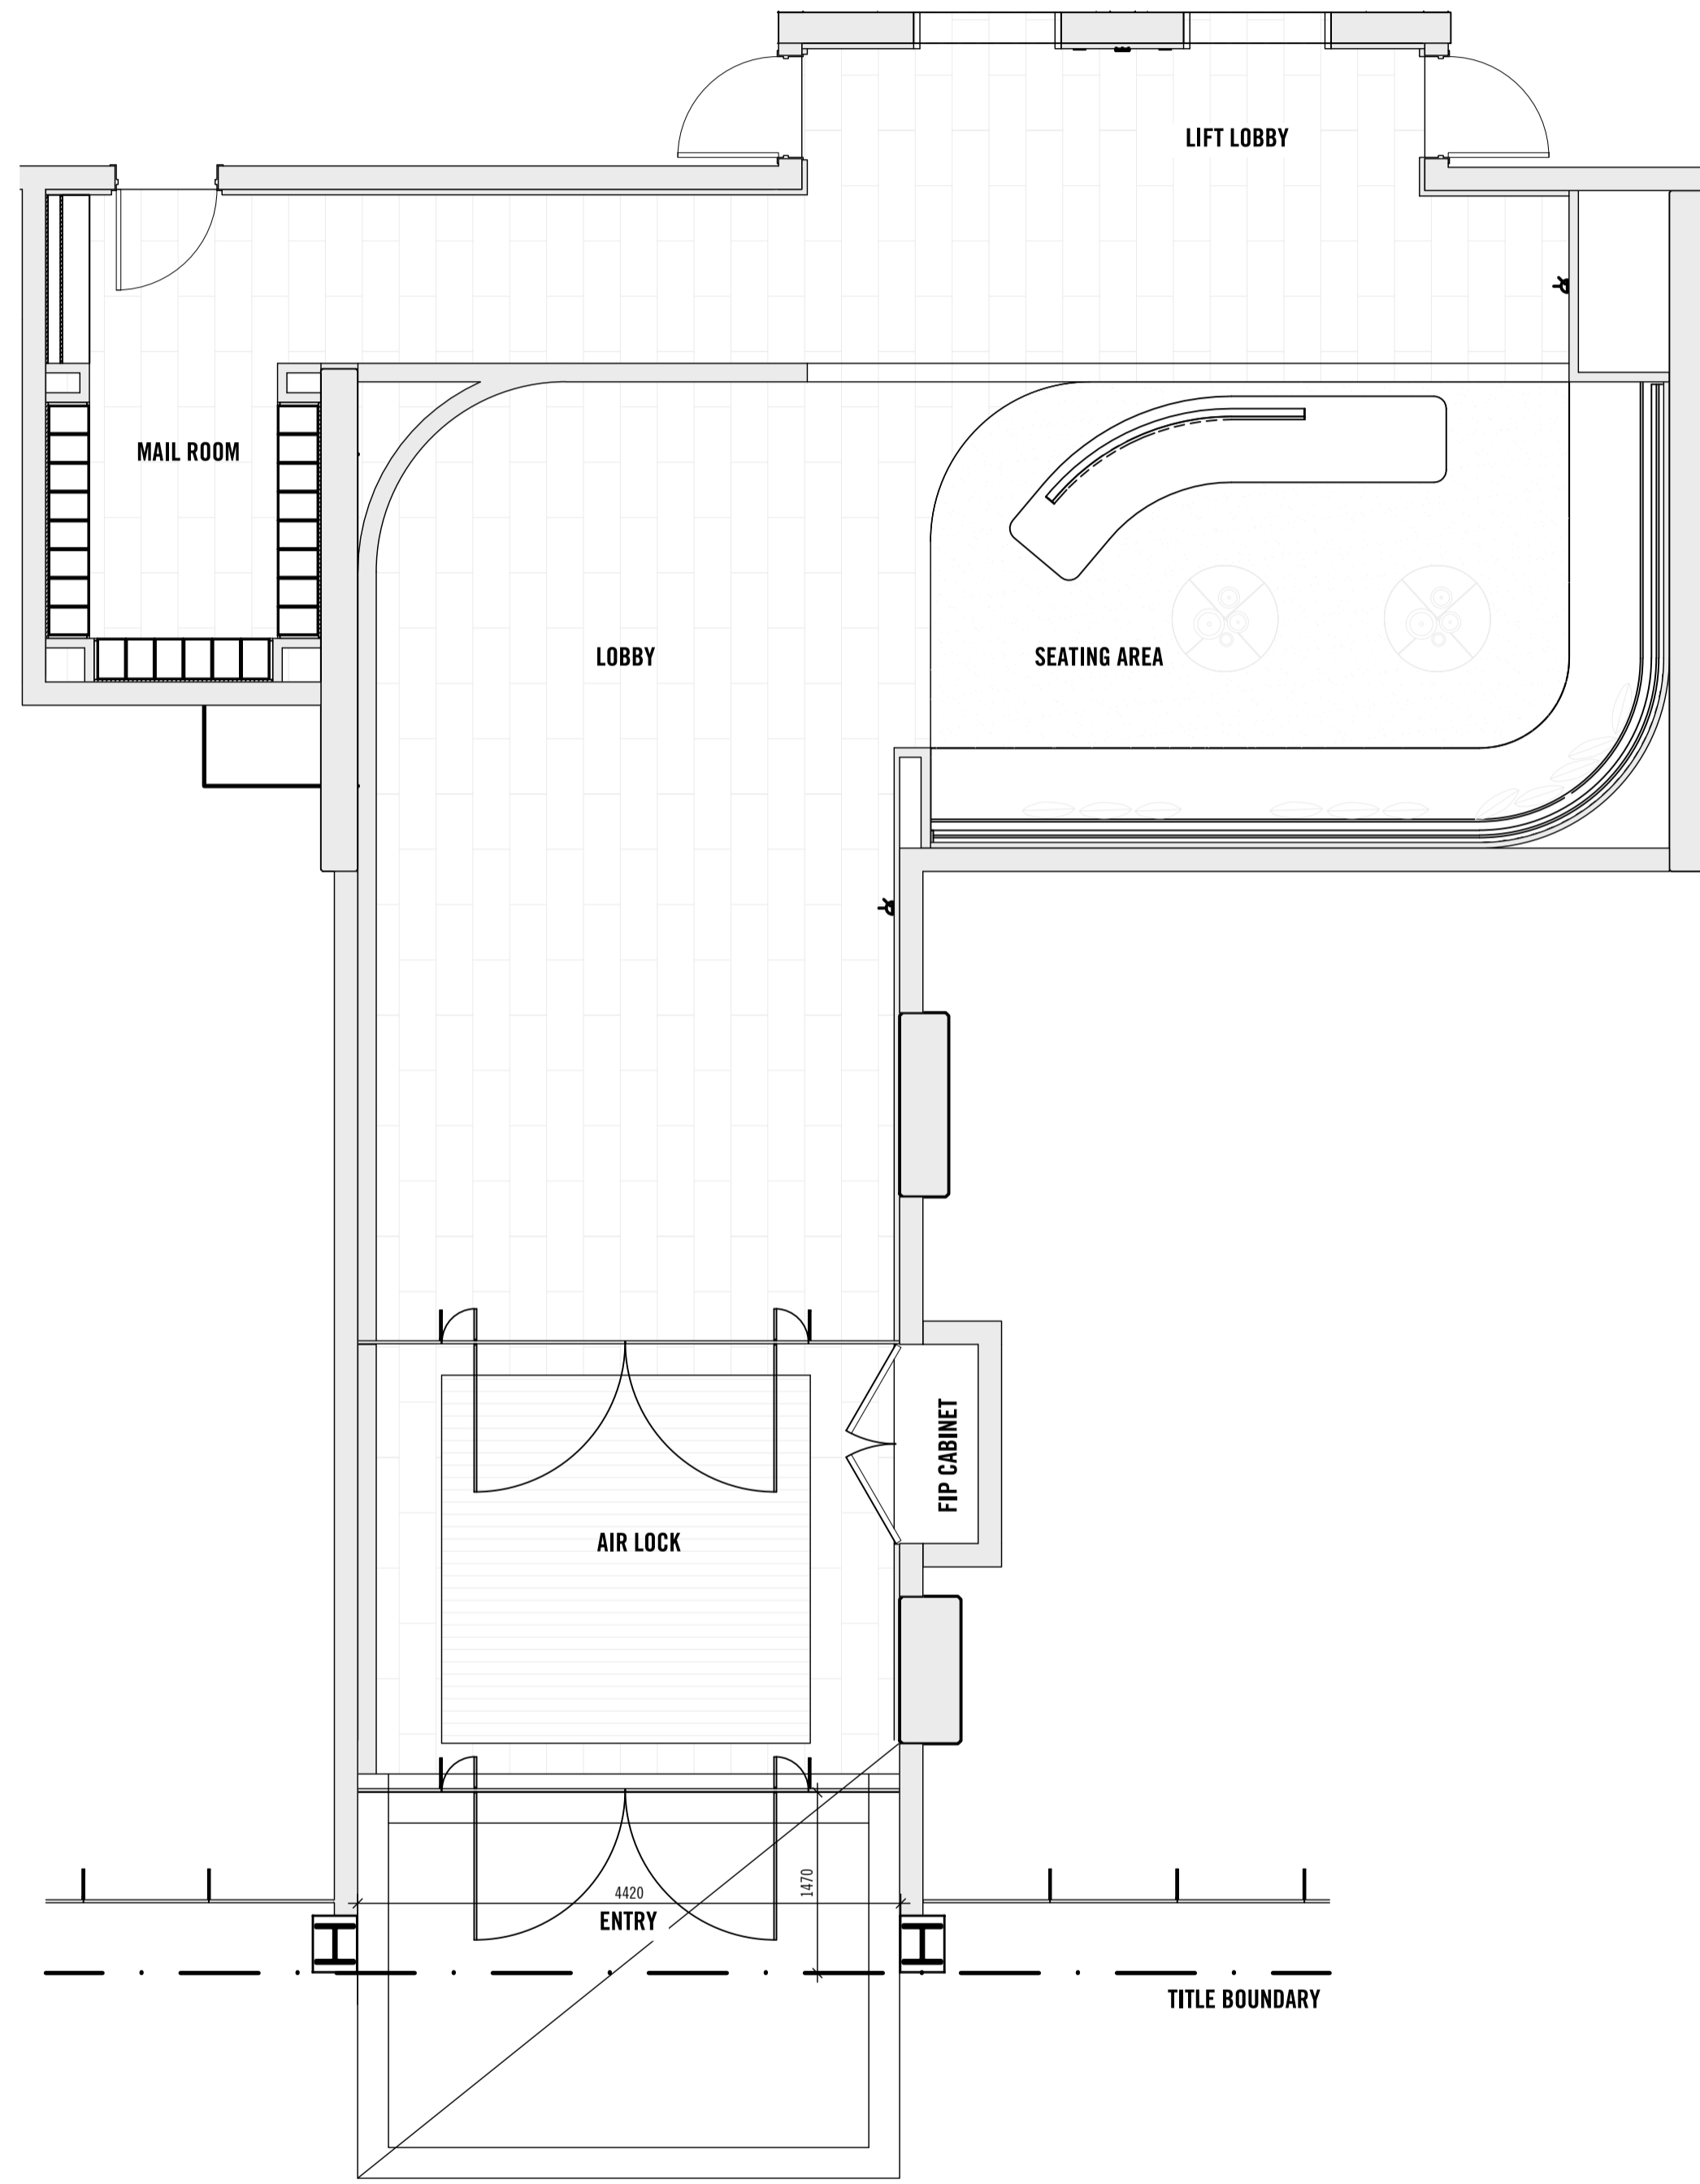 LIFT LOBBY
MAIL ROOM
LOBBY
SEATING AREA
FIP CABINET
AIR LOCK
1470
4420
ENTRY
TITLE BOUNDARY